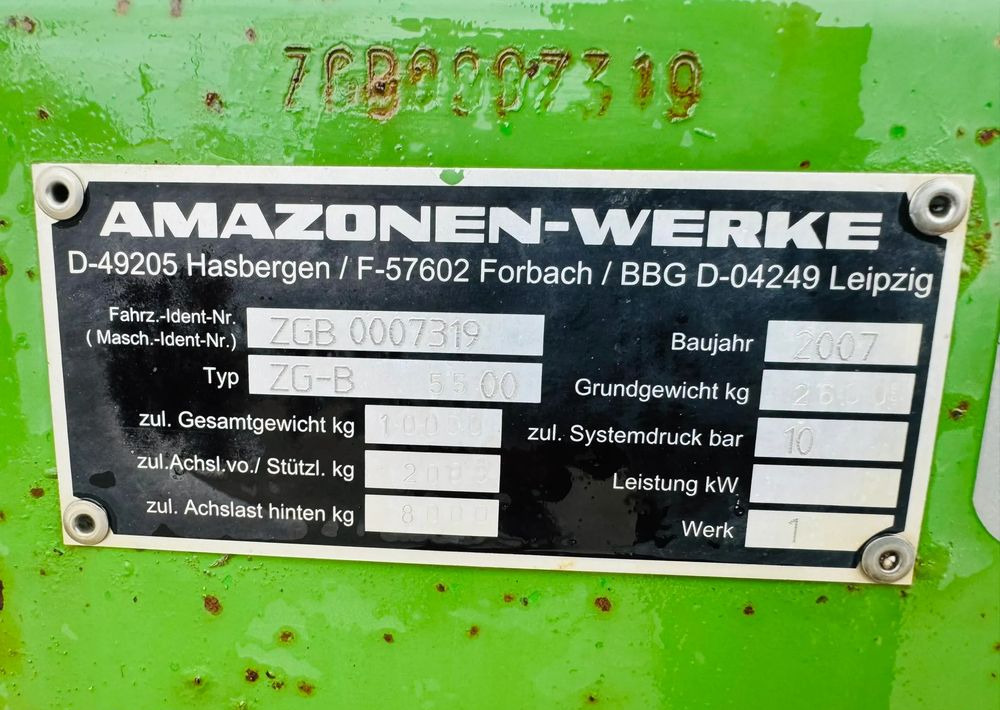 ZGB0007319
AMAZONEN-WERKE
D-49205 Hasbergen / F-57602 Forbach / BBG D-04249 Leipzig
Fahrz.-Ident-Nr.
( Masch.-Ident-Nr.) ZGB 0007319
Typ ZG-B 5500
zul. Gesamtgewicht kg 10000
zul.Achsl.vo./ Stützl. kg 2000
zul. Achslast hinten kg 8000
Baujahr 2007
Grundgewicht kg
zul. Systemdruck bar 10
Leistung kW
Werk 1